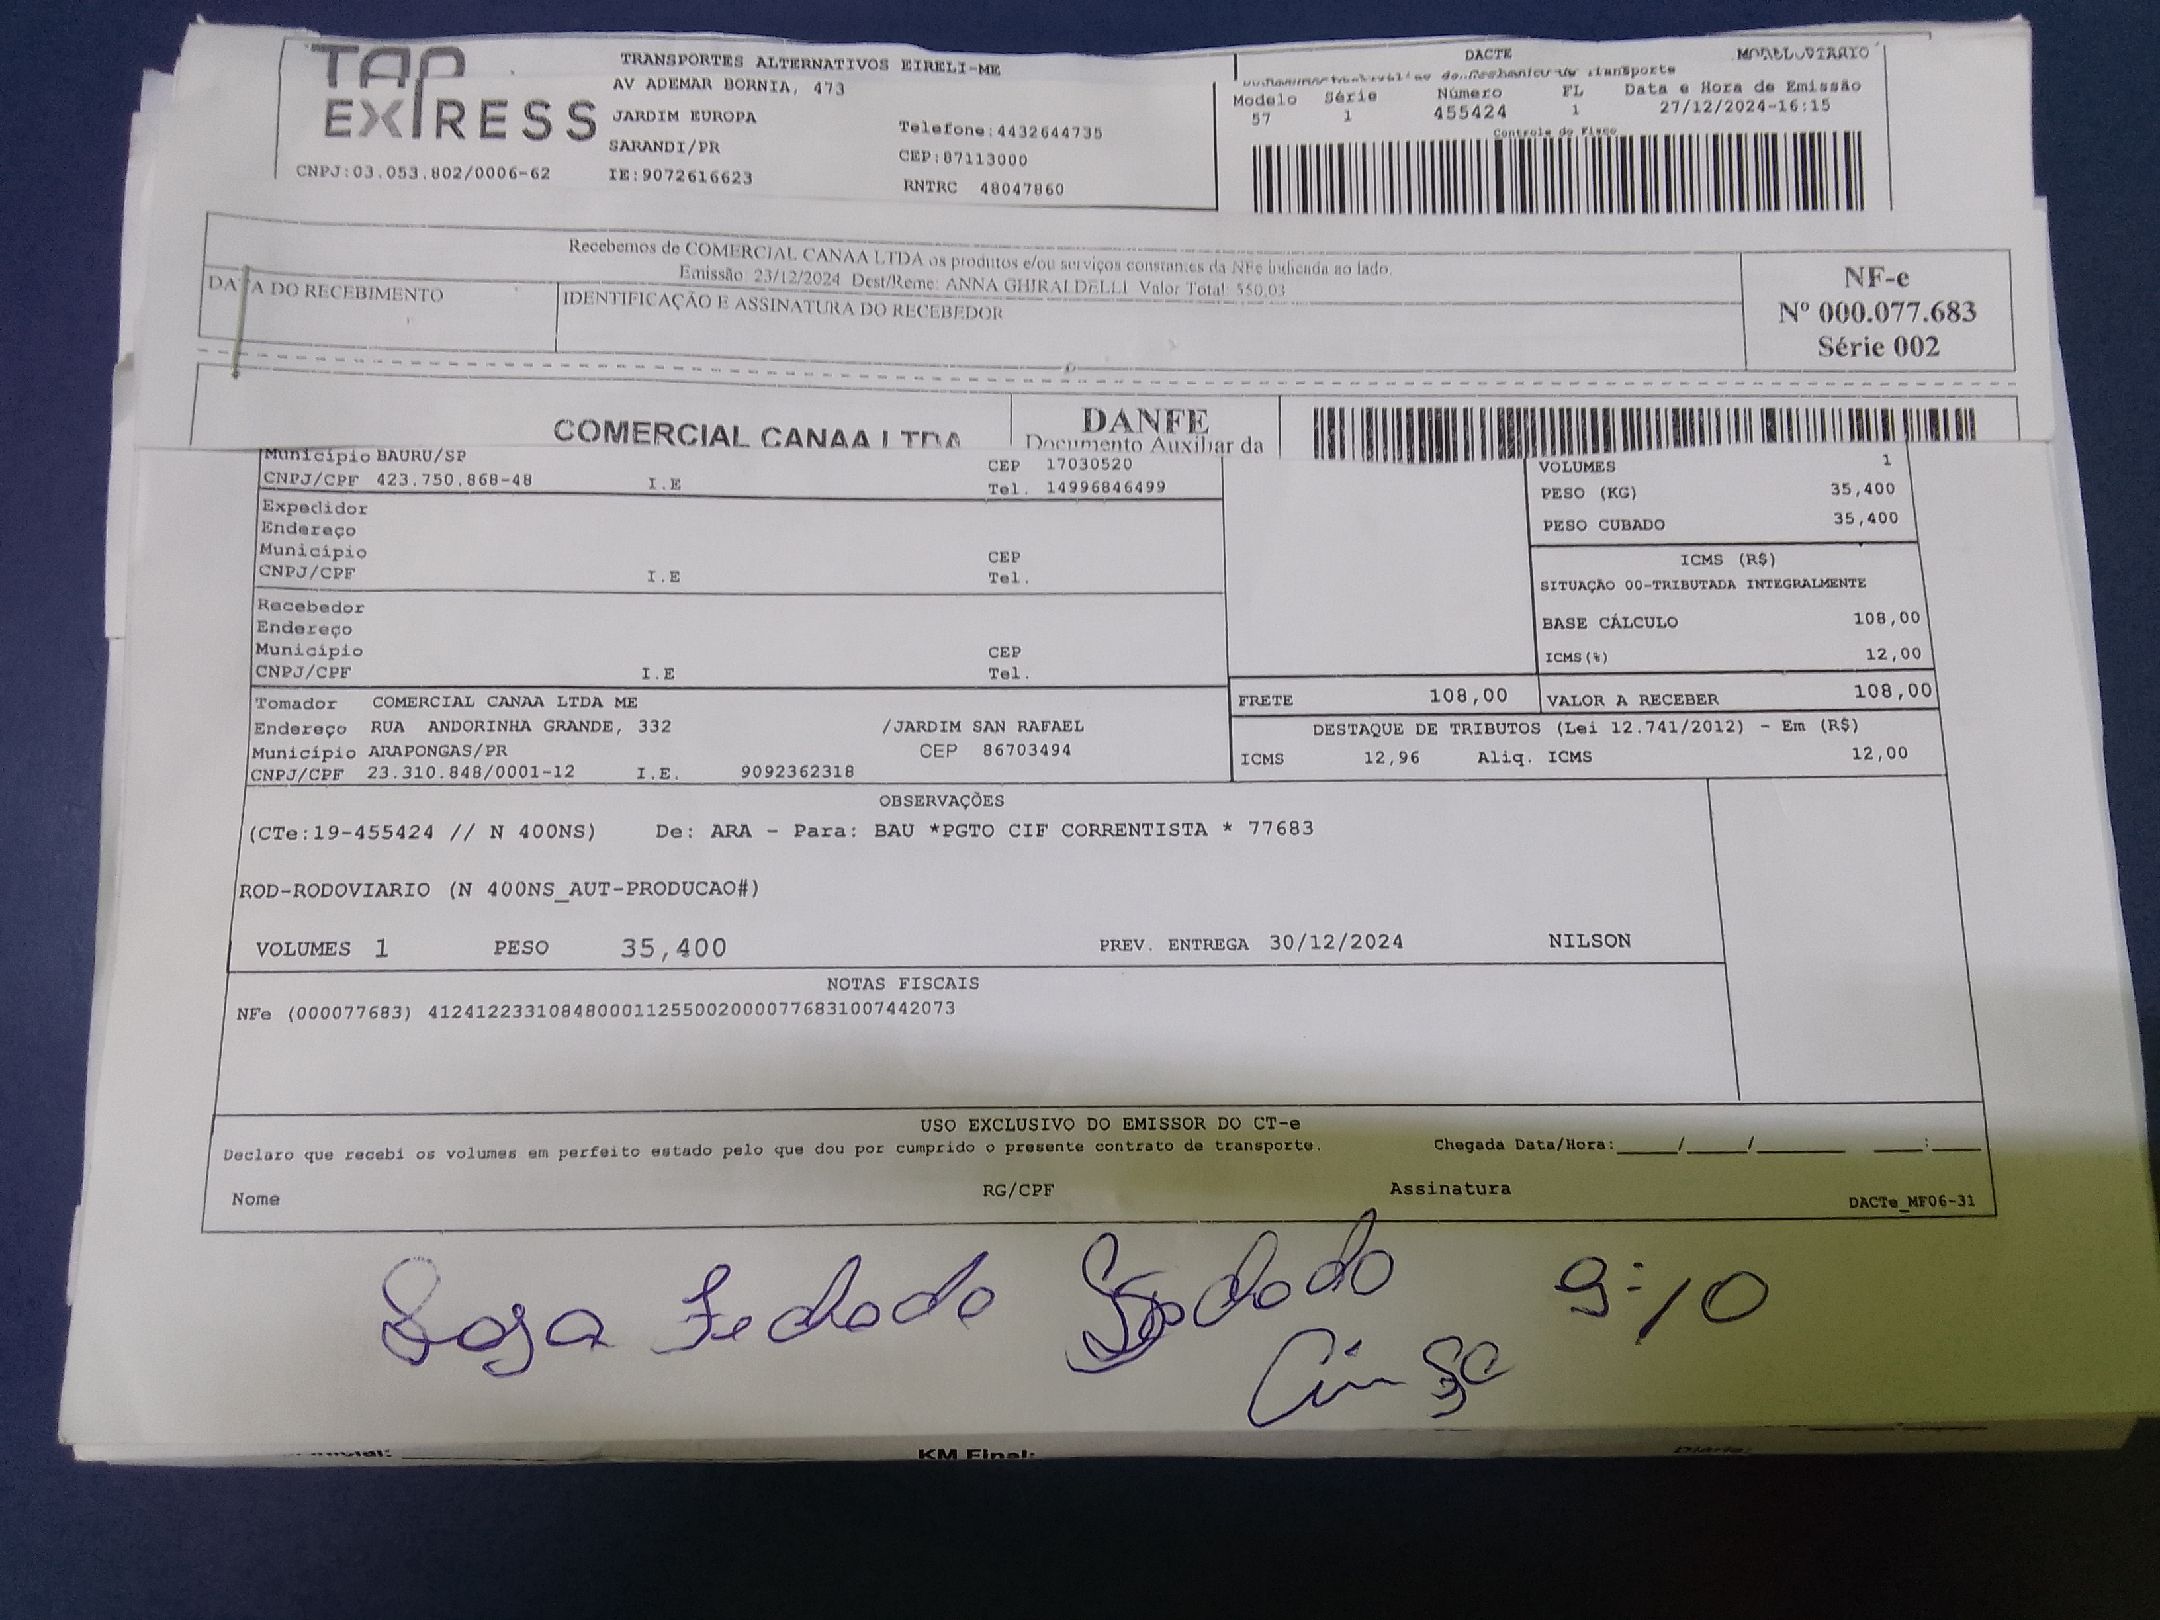 TAP EXPRESS
TRANSPORTES ALTERNATIVOS EIRELI-ME
AV ADEMAR BORNIA, 473
JARDIM EUROPA
SARANDI/PR
Telefone:4432644735
CEP:87113000
CNPJ:03.053.802/0006-62 IE:9072616623 RNTRC 48047860
DACTE
Transporte
Modelo Série Número FL Data e Hora de Emissão
57 1 455424 1 27/12/2024-16:15
Controle do Fisco
Recebemos de COMERCIAL CANAA LTDA os produtos e/ou serviços constantes da NFe indicada ao lado.
Emissão: 23/12/2024 Dest/Reme: ANNA GHIRALDELLI Valor Total: 550,03
DATA DO RECEBIMENTO
IDENTIFICAÇÃO E ASSINATURA DO RECEBEDOR
NF-e
Nº 000.077.683
Série 002
COMERCIAL CANAA LTDA
DANFE
Documento Auxiliar da
Município BAURU/SP CEP 17030520
CNPJ/CPF 423.750.868-48 I.E Tel. 14996846499
Expedidor
Endereço
Município CEP
CNPJ/CPF I.E Tel.
Recebedor
Endereço
Município CEP
CNPJ/CPF I.E Tel.
Tomador COMERCIAL CANAA LTDA ME
Endereço RUA ANDORINHA GRANDE, 332 /JARDIM SAN RAFAEL
Município ARAPONGAS/PR CEP 86703494
CNPJ/CPF 23.310.848/0001-12 I.E. 9092362318
VOLUMES 1
PESO (KG) 35,400
PESO CUBADO 35,400
ICMS (R$)
SITUAÇÃO 00-TRIBUTADA INTEGRALMENTE
BASE CÁLCULO 108,00
ICMS(%) 12,00
FRETE 108,00 VALOR A RECEBER 108,00
DESTAQUE DE TRIBUTOS (Lei 12.741/2012) - Em (R$)
ICMS 12,96 Aliq. ICMS 12,00
OBSERVAÇÕES
(CTe:19-455424 // N 400NS) De: ARA - Para: BAU *PGTO CIF CORRENTISTA * 77683
ROD-RODOVIARIO (N 400NS_AUT-PRODUCAO#)
VOLUMES 1 PESO 35,400 PREV. ENTREGA 30/12/2024 NILSON
NOTAS FISCAIS
NFe (000077683) 41241223310848000112550020000776831007442073
USO EXCLUSIVO DO EMISSOR DO CT-e
Declaro que recebi os volumes em perfeito estado pelo que dou por cumprido o presente contrato de transporte. Chegada Data/Hora:____/____/______ ___:___
Nome RG/CPF Assinatura DACTe_MF06-31
9:10
KM Final: